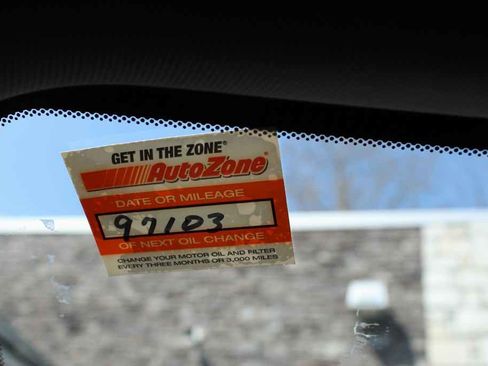 GET IN THE ZONE®
AutoZone®
DATE OR MILEAGE
97103
OF NEXT OIL CHANGE
CHANGE YOUR MOTOR OIL AND FILTER
EVERY THREE MONTHS OR 3,000 MILES